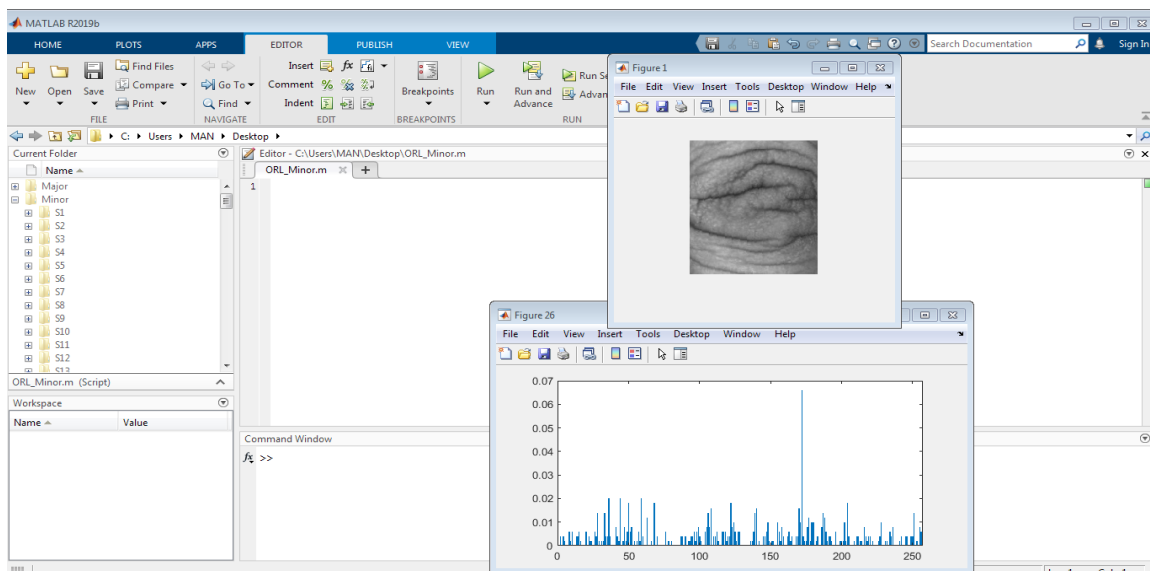 MATLAB R2019b
HOME PLOTS APPS EDITOR PUBLISH VIEW Search Documentation Sign In
New Open Save Find Files Compare Print Go To Find Insert fx Comment Indent Breakpoints Run Run and Advance Run Se Advan
FILE NAVIGATE EDIT BREAKPOINTS RUN
C: Users MAN Desktop
Current Folder
Name
Major
Minor
S1
S2
S3
S4
S5
S6
S7
S8
S9
S10
S11
S12
S13
ORL_Minor.m (Script)
Workspace
Name Value
Editor - C:\Users\MAN\Desktop\ORL_Minor.m
ORL_Minor.m
1
Command Window
fx >>
Figure 1
File Edit View Insert Tools Desktop Window Help
Figure 26
File Edit View Insert Tools Desktop Window Help
0.07
0.06
0.05
0.04
0.03
0.02
0.01
0
0 50 100 150 200 250